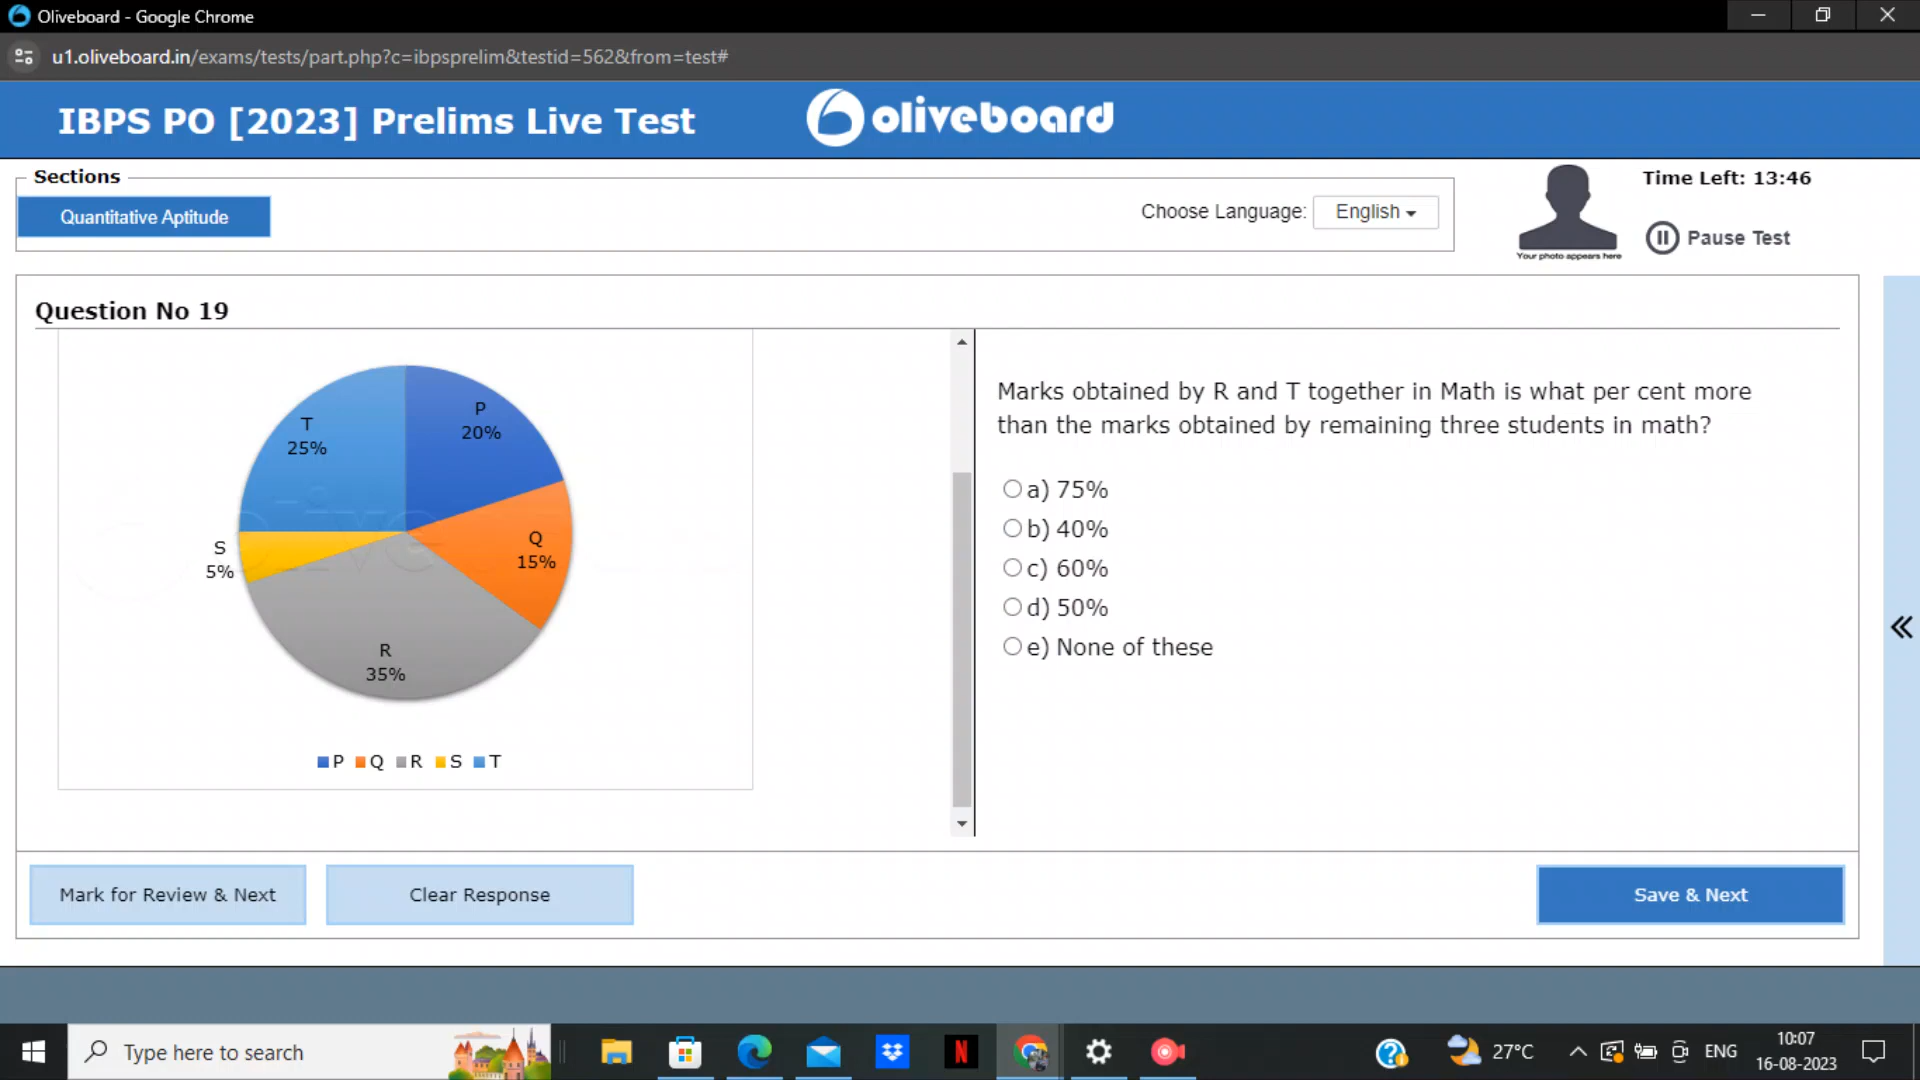 Oliveboard - Google Chrome
u1.oliveboard.in/exams/tests/part.php?c=ibpsprelim&testid=562&from=test#
IBPS PO [2023] Prelims Live Test
oliveboard
Sections
Quantitative Aptitude
Choose Language:
English
Your photo appears here
Time Left: 13:46
Pause Test
Question No 19
T
25%
P
20%
S
5%
Q
15%
R
35%
P Q R S T
Marks obtained by R and T together in Math is what per cent more
than the marks obtained by remaining three students in math?
a) 75%
b) 40%
c) 60%
d) 50%
e) None of these
Mark for Review & Next
Clear Response
Save & Next
Type here to search
N
27°C
ENG
10:07
16-08-2023